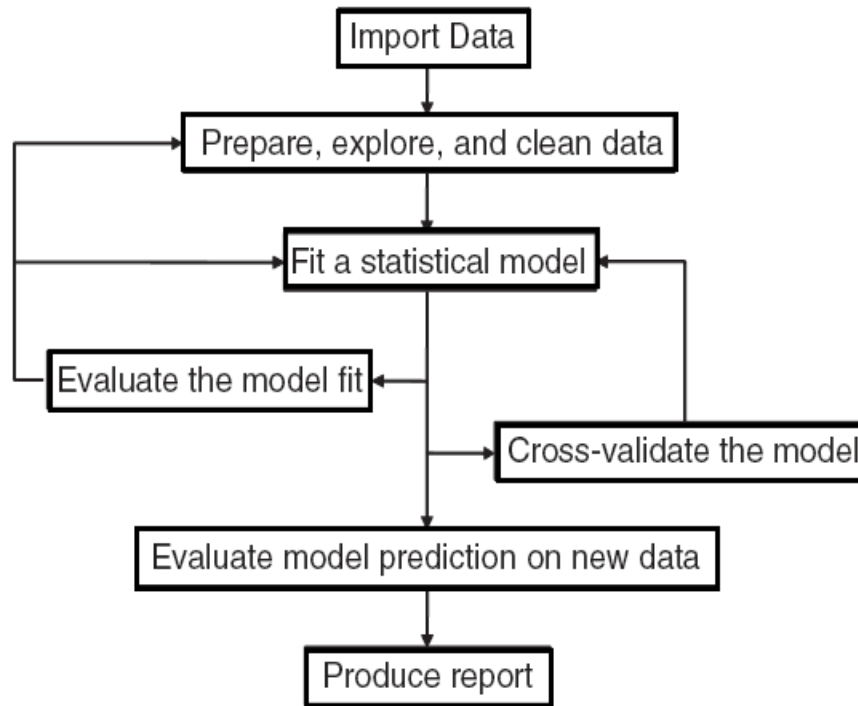 Import Data
Prepare, explore, and clean data
Fit a statistical model
Evaluate the model fit
Cross-validate the model
Evaluate model prediction on new data
Produce report